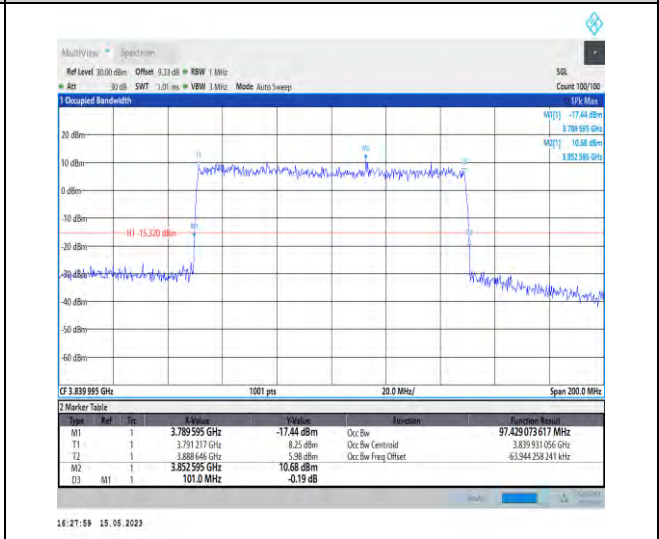 MultiView Spectrum
Ref Level 30.00 dBm Offset 9.33 dB RBW 1 MHz SGL
Att 30 dB SWT 1.01 ms VBW 3 MHz Mode Auto Sweep Count 100/100
1 Occupied Bandwidth 1Pk Max
M1[1] -17.44 dBm
3.789 595 GHz
20 dBm
M2[1] 10.68 dBm
3.852 595 GHz
T1 M2
10 dBm
0 dBm
-10 dBm
H1 -15.320 dBm M1
-20 dBm
-30 dBm
-40 dBm
-50 dBm
-60 dBm
CF 3.839 995 GHz 1001 pts 20.0 MHz/ Span 200.0 MHz
2 Marker Table
Type Ref Trc X-Value Y-Value Function Function Result
M1 1 3.789 595 GHz -17.44 dBm Occ Bw 97.429 073 617 MHz
T1 1 3.791 217 GHz 8.25 dBm Occ Bw Centroid 3.839 931 056 GHz
T2 1 3.888 646 GHz 5.98 dBm Occ Bw Freq Offset -63.944 258 241 kHz
M2 1 3.852 595 GHz 10.68 dBm
D3 M1 1 101.0 MHz -0.19 dB
16:27:59 15.05.2023